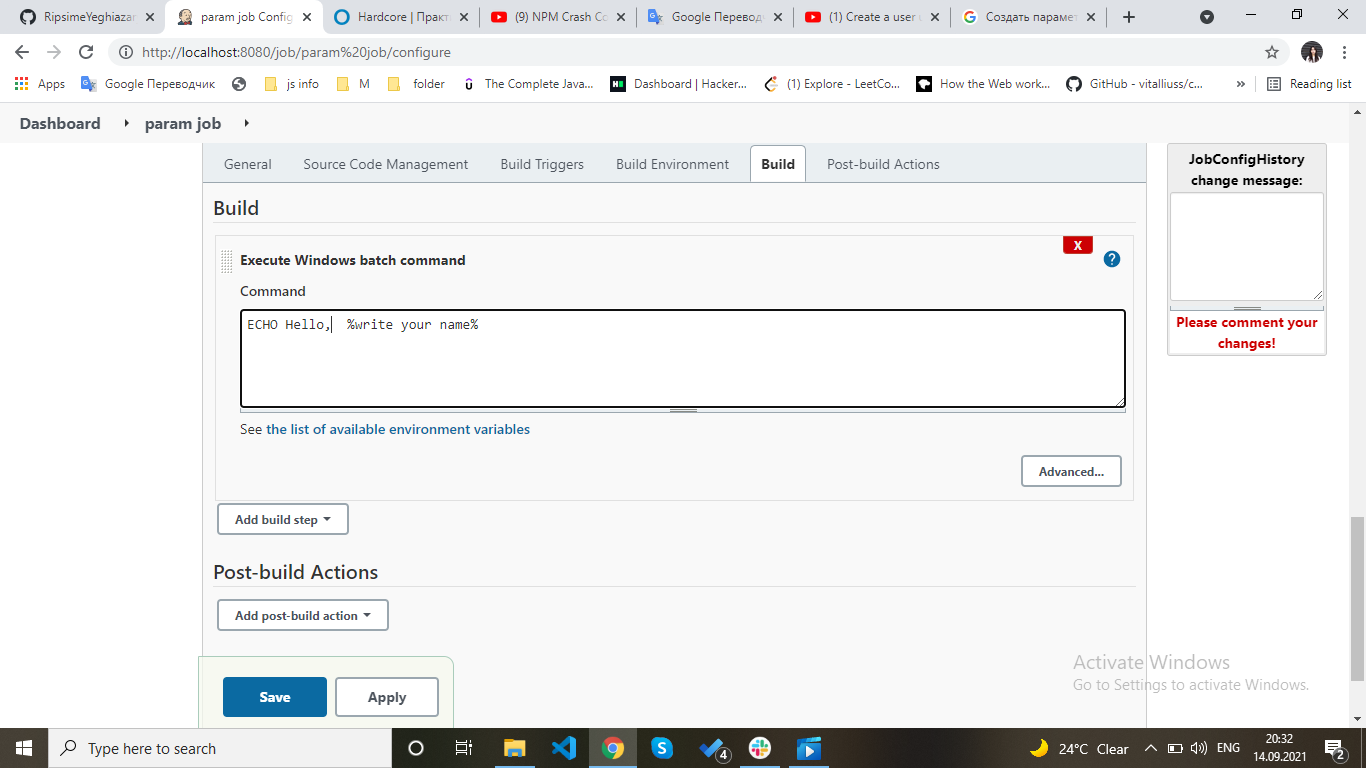 RipsimeYeghiazar
param job Config
Hardcore | Практ
(9) NPM Crash Co
Google Переводч
(1) Create a user
Создать парамет
http://localhost:8080/job/param%20job/configure
Apps
Google Переводчик
js info
M
folder
The Complete Java...
Dashboard | Hacker...
(1) Explore - LeetCo...
How the Web work...
GitHub - vitalliuss/c...
»
Reading list
Dashboard
param job
General
Source Code Management
Build Triggers
Build Environment
Build
Post-build Actions
JobConfigHistory
change message:
Please comment your
changes!
Build
X
Execute Windows batch command
?
Command
ECHO Hello,  %write your name%
See the list of available environment variables
Advanced...
Add build step
Post-build Actions
Add post-build action
Save
Apply
Activate Windows
Go to Settings to activate Windows.
Type here to search
4
24°C Clear
ENG
20:32
14.09.2021
2